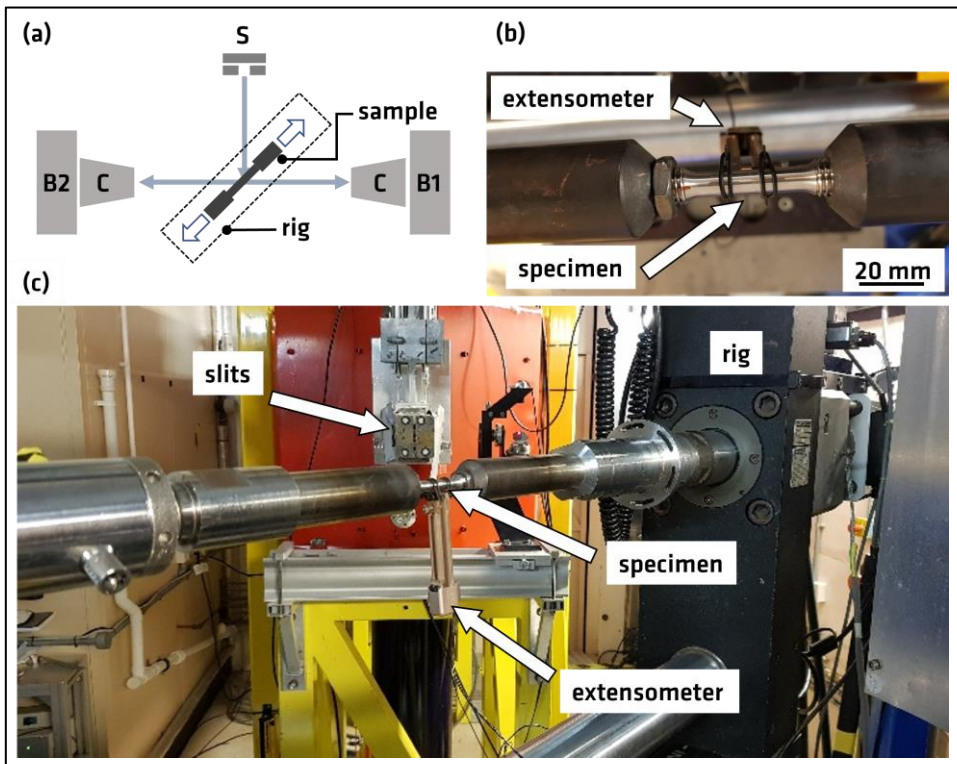 (a)
S
sample
B2
C
C
B1
rig
(b)
extensometer
specimen
20 mm
(c)
slits
rig
specimen
extensometer